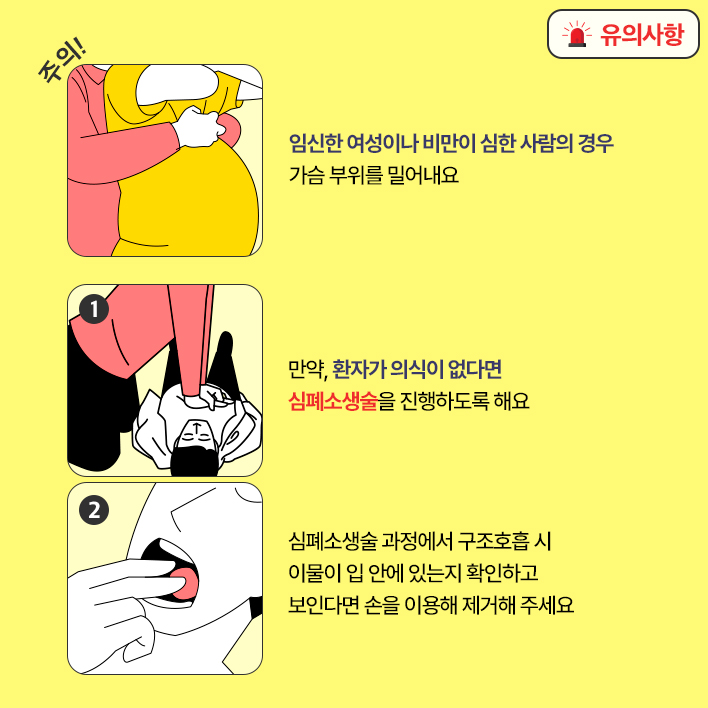 유의사항
주의!
임신한 여성이나 비만이 심한 사람의 경우
가슴 부위를 밀어내요
1
만약, 환자가 의식이 없다면
심폐소생술을 진행하도록 해요
2
심폐소생술 과정에서 구조호흡 시
이물이 입 안에 있는지 확인하고
보인다면 손을 이용해 제거해 주세요